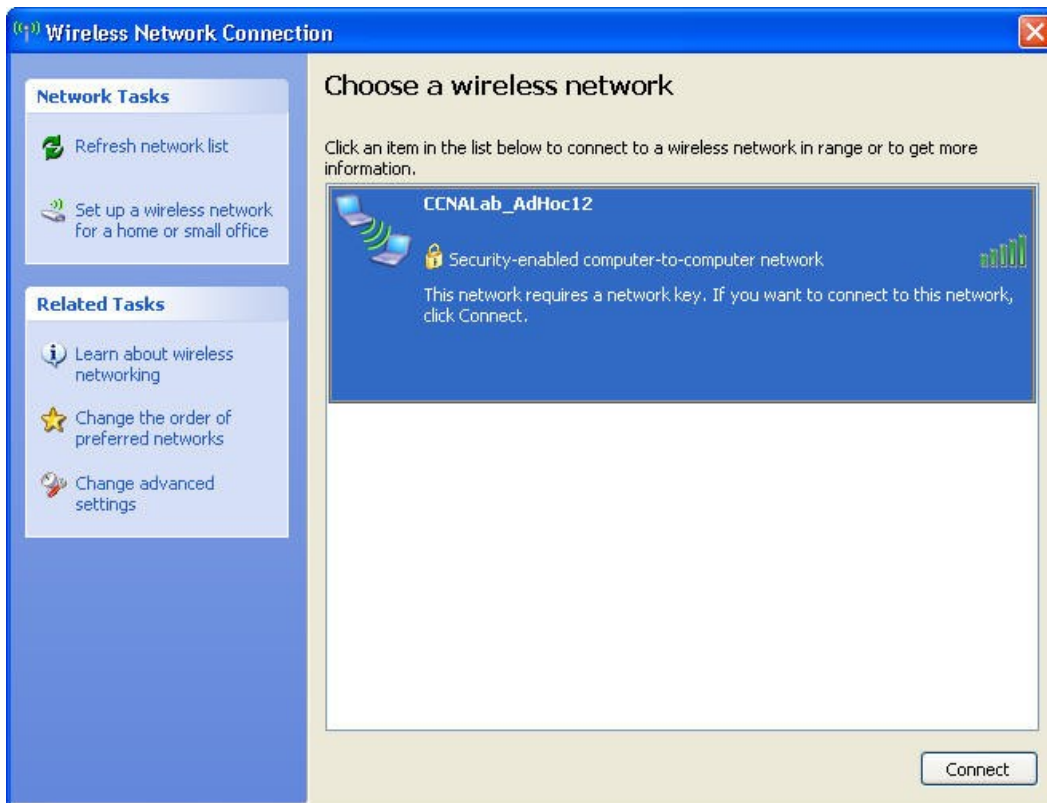 Wireless Network Connection
Network Tasks
Refresh network list
Set up a wireless network
for a home or small office
Related Tasks
Learn about wireless
networking
Change the order of
preferred networks
Change advanced
settings
Choose a wireless network
Click an item in the list below to connect to a wireless network in range or to get more
information.
CCNALab_AdHoc12
Security-enabled computer-to-computer network
This network requires a network key. If you want to connect to this network,
click Connect.
Connect